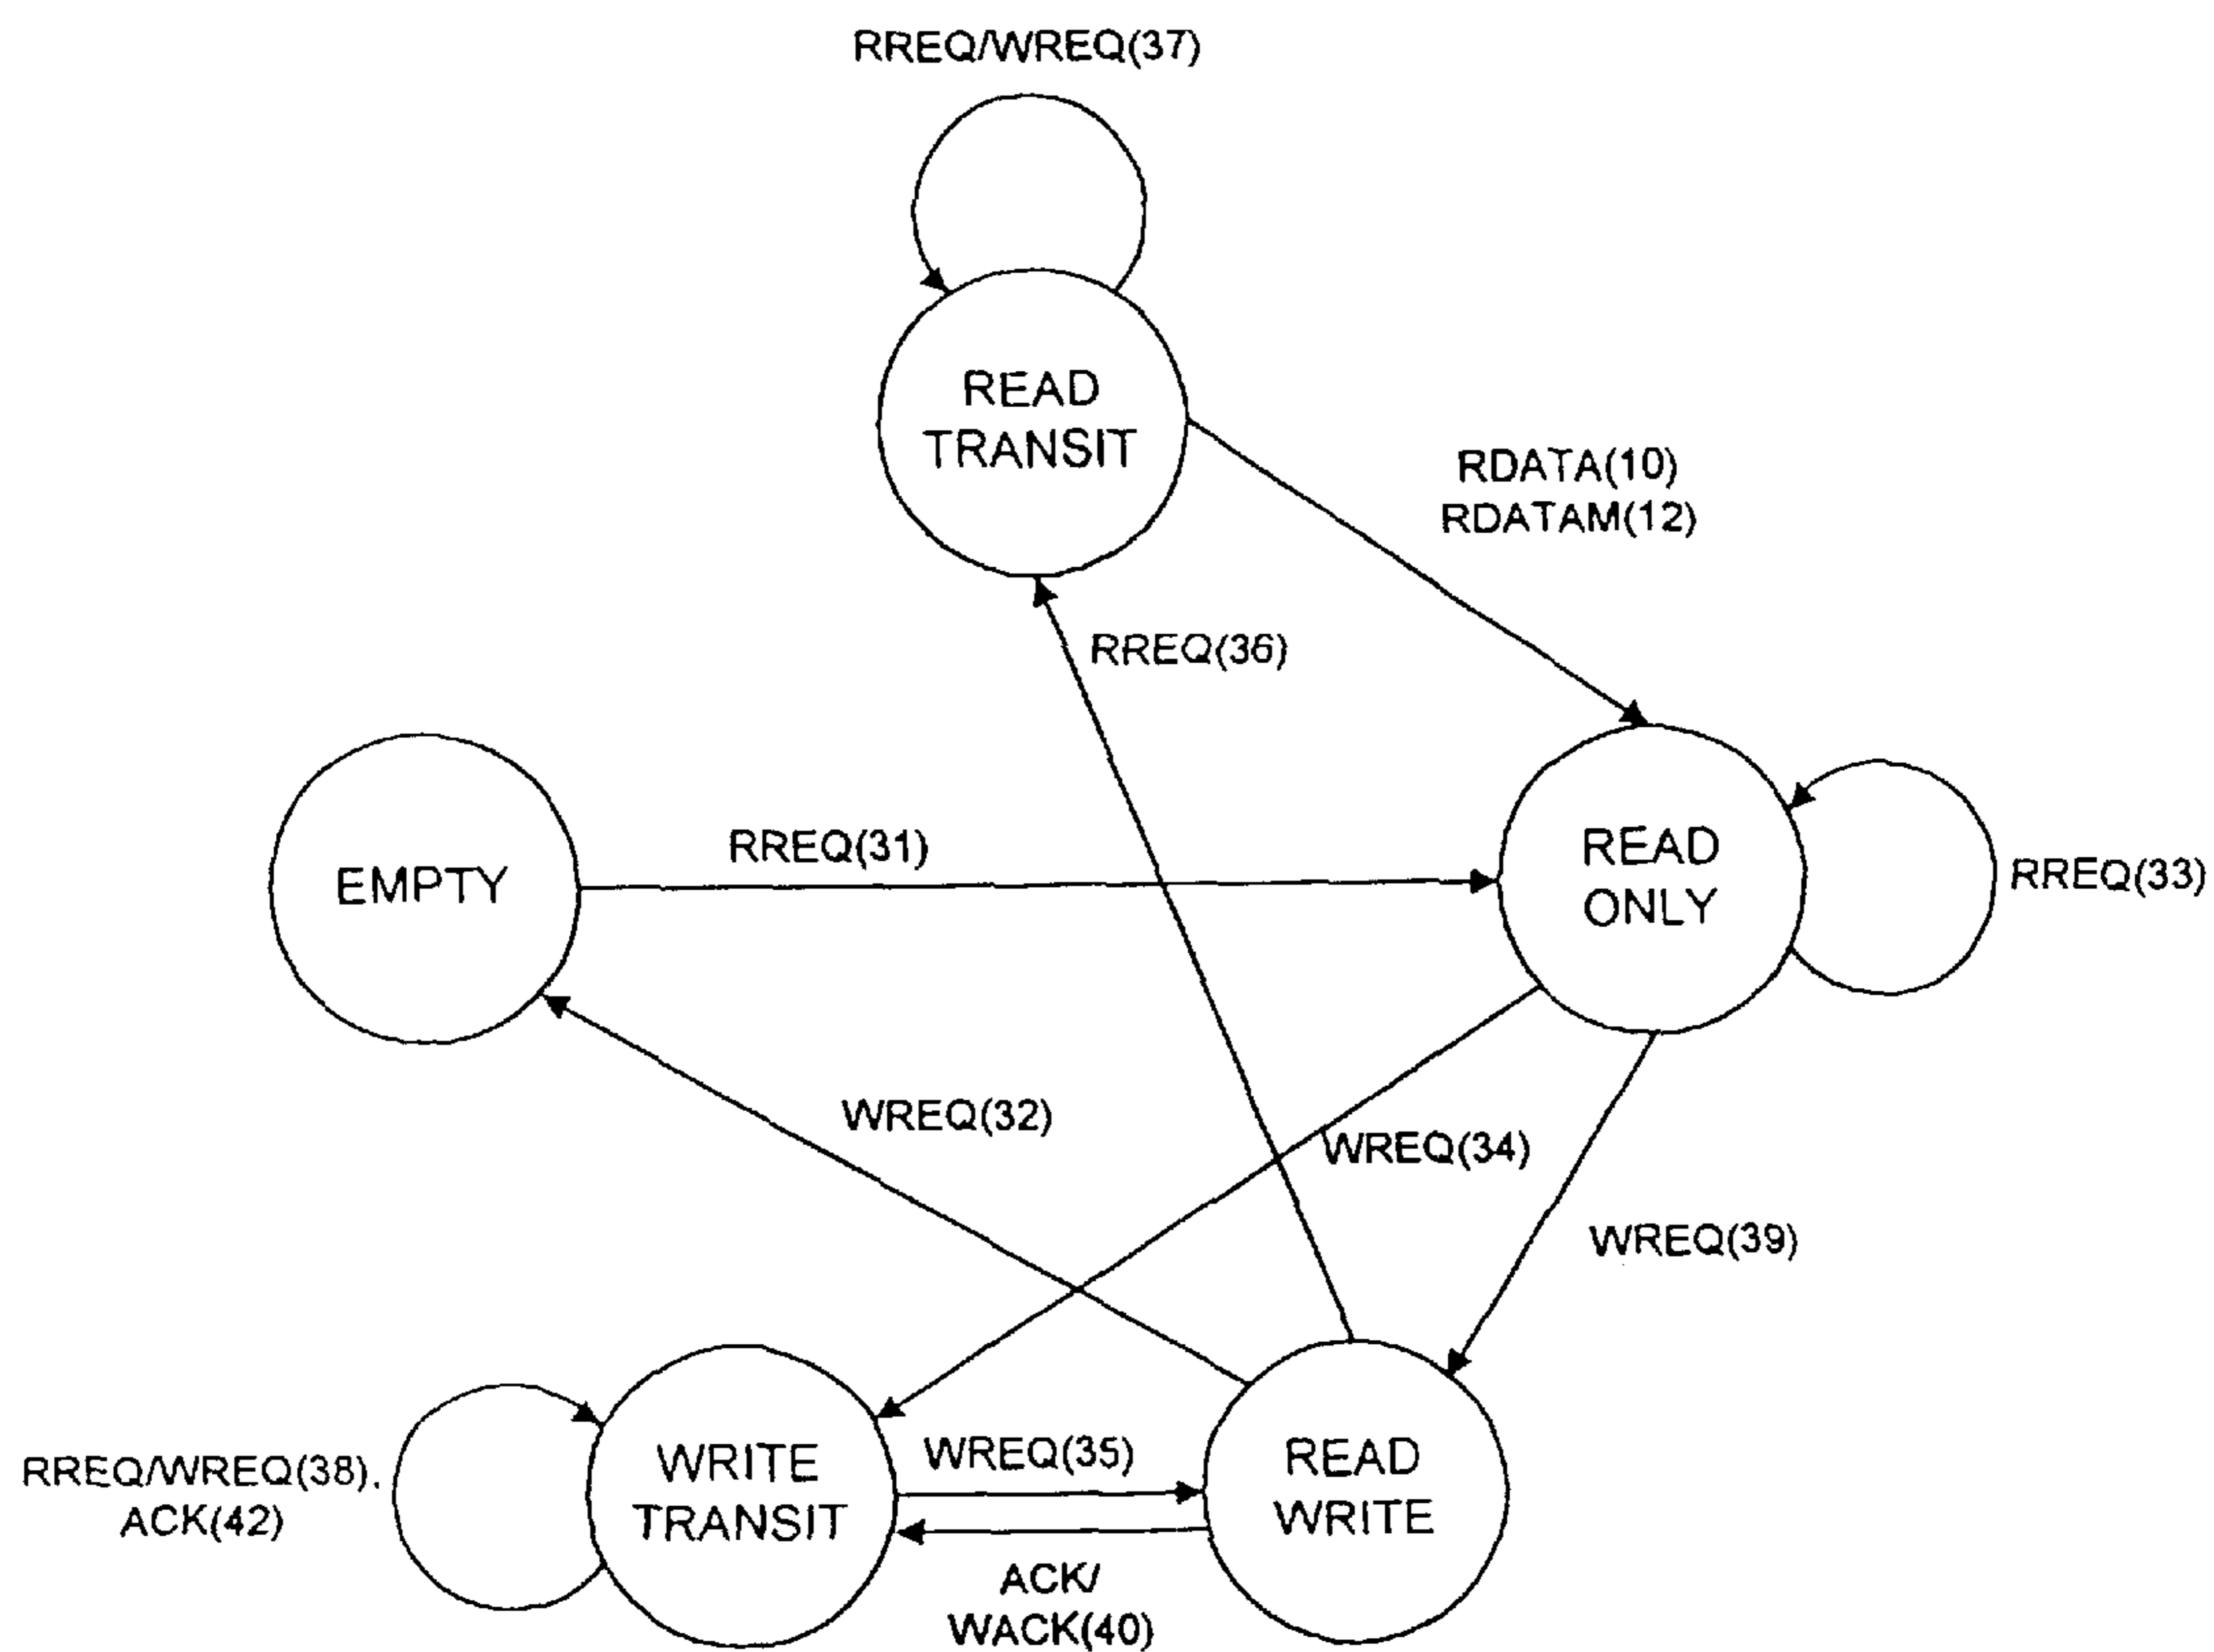 RREQ/WREQ(37)
READ
TRANSIT
RDATA(10)
RDATAM(12)
RREQ(36)
EMPTY
RREQ(31)
READ
ONLY
RREQ(33)
WREQ(32)
WREQ(34)
WREQ(39)
RREQ/WREQ(38),
ACK(42)
WRITE
TRANSIT
WREQ(35)
READ
WRITE
ACK/
WACK(40)